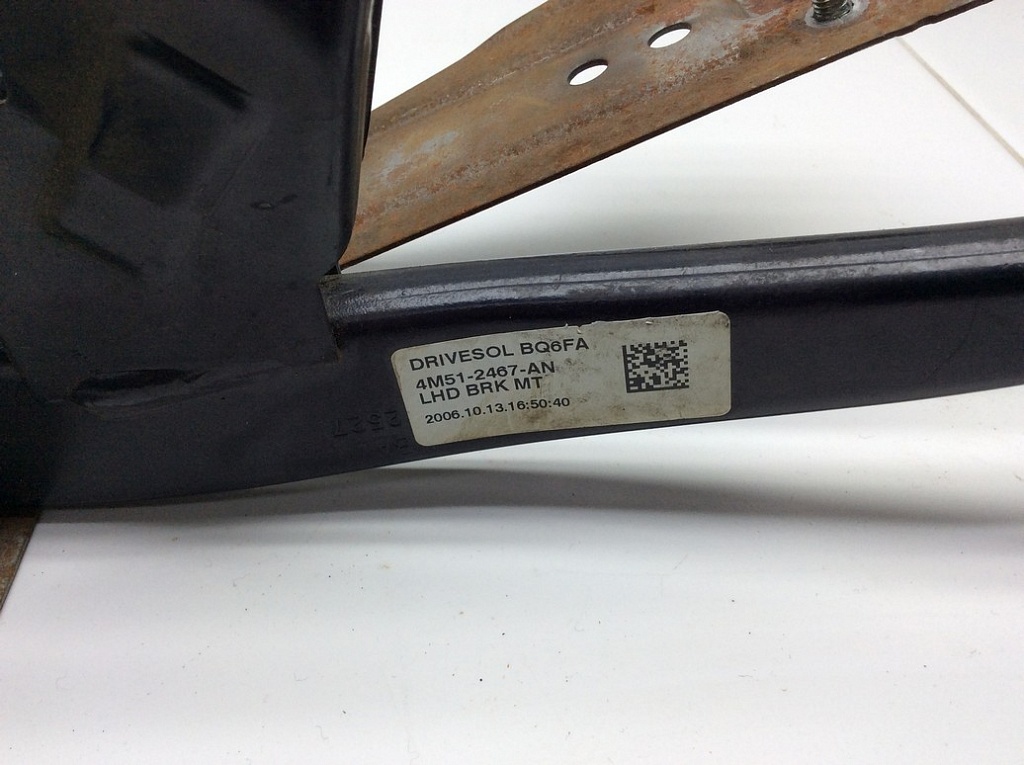 DRIVESOL BQ6FA
4M51-2467-AN
LHD BRK MT
2006.10.13.16:50:40